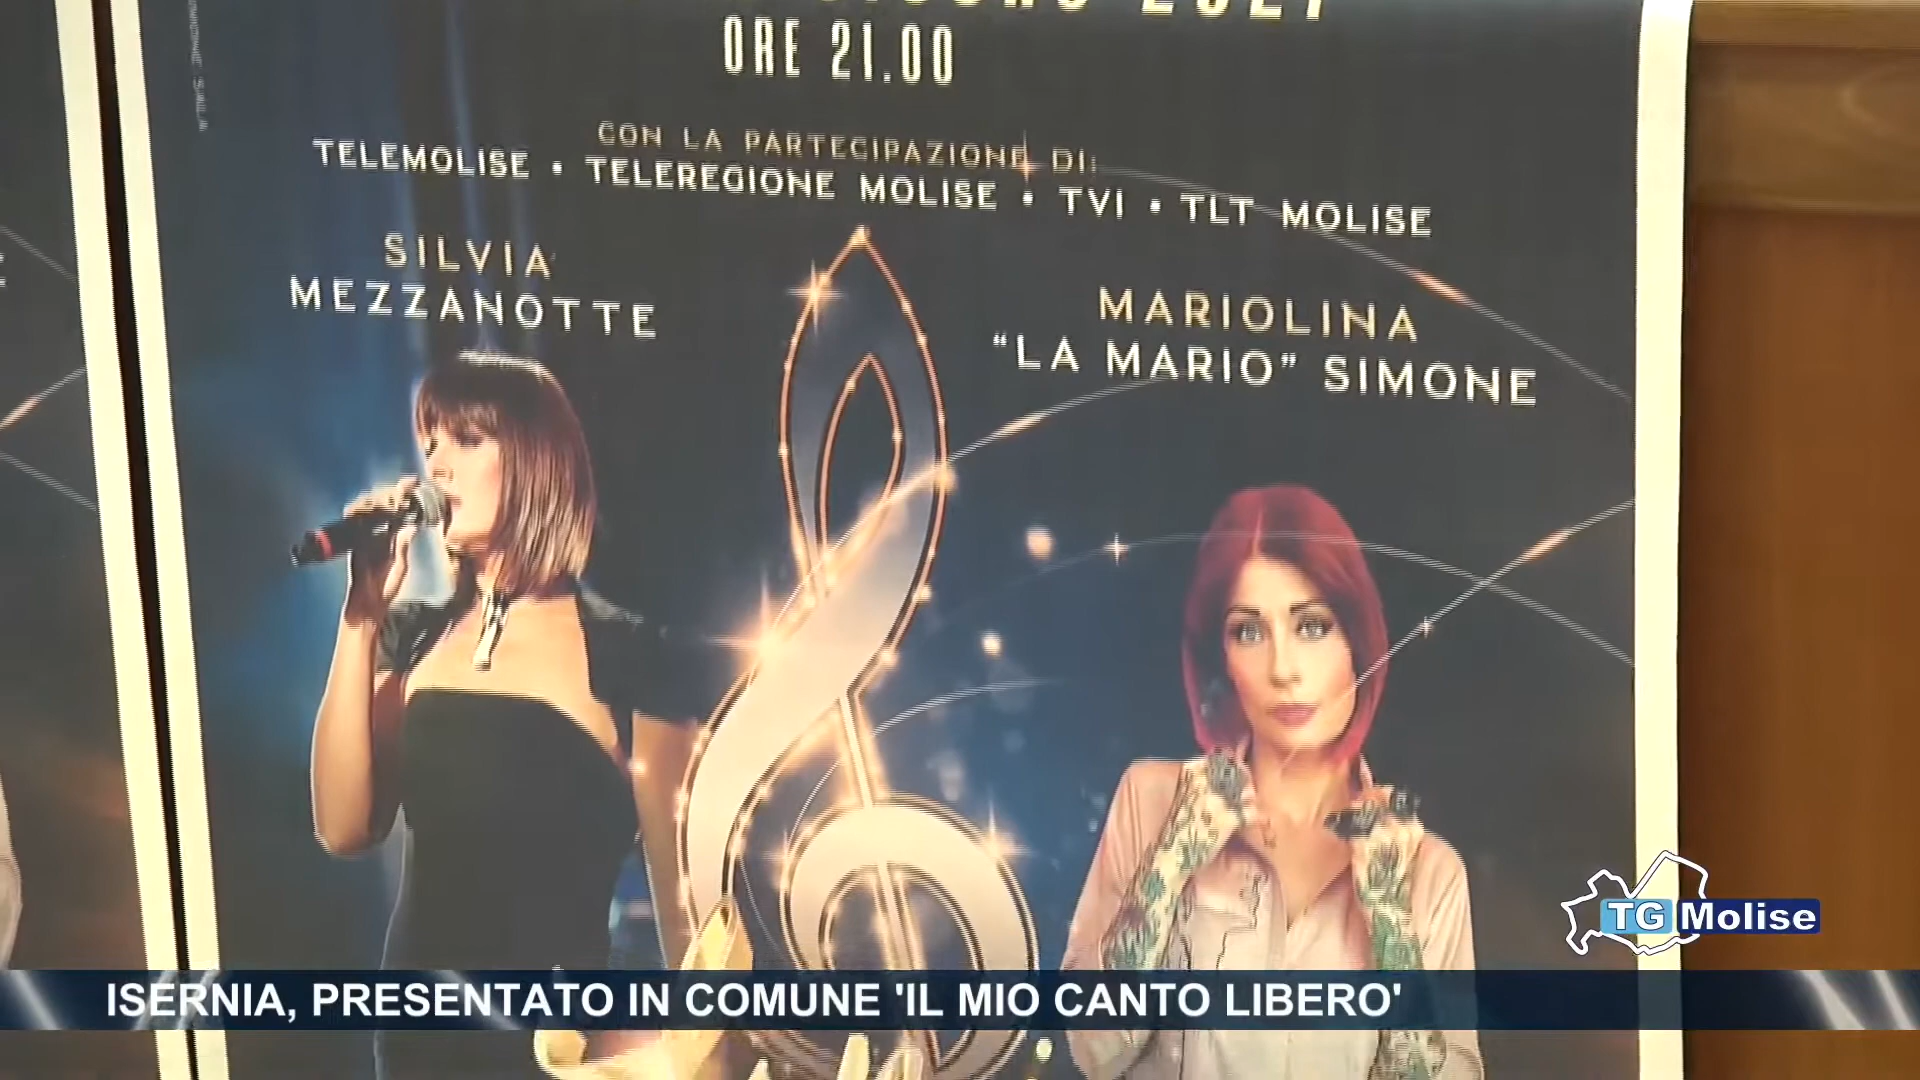 ORE 21.00
CON LA PARTECIPAZIONE DI:
TELEMOLISE • TELEREGIONE MOLISE • TVI • TLT MOLISE
SILVIA
MEZZANOTTE
MARIOLINA
"LA MARIO" SIMONE
TG Molise
ISERNIA, PRESENTATO IN COMUNE 'IL MIO CANTO LIBERO'